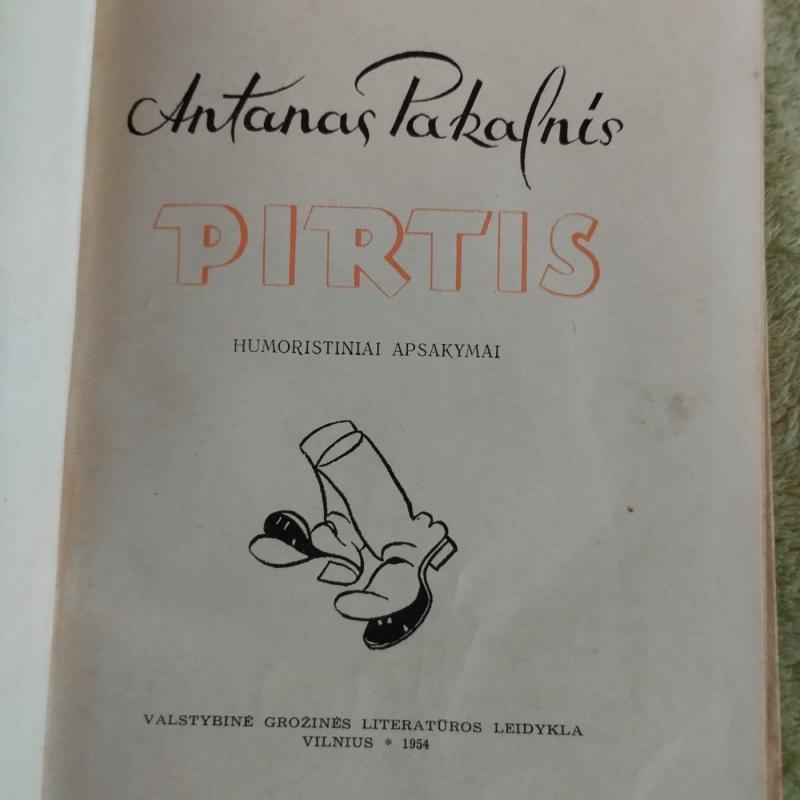 Antanas Pakalnis
PIRTIS
HUMORISTINIAI APSAKYMAI
VALSTYBINĖ GROŽINĖS LITERATŪROS LEIDYKLA
VILNIUS * 1954